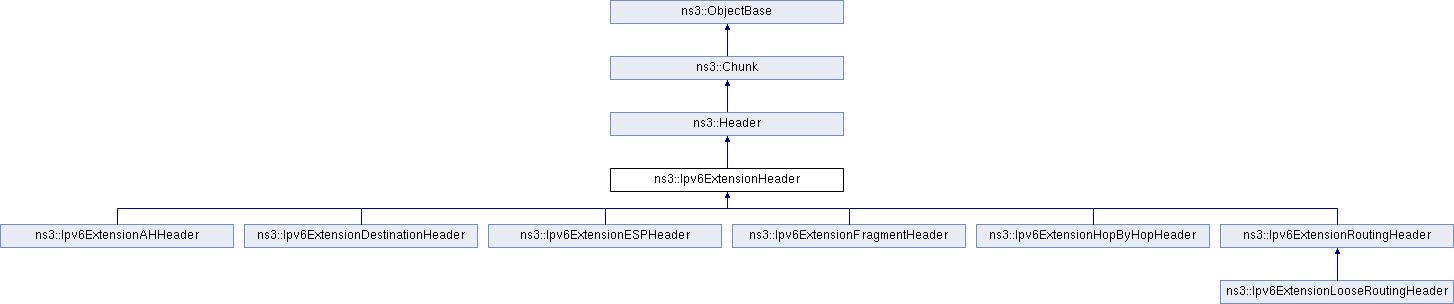 ns3::ObjectBase
ns3::Chunk
ns3::Header
ns3::Ipv6ExtensionHeader
ns3::Ipv6ExtensionAHHeader
ns3::Ipv6ExtensionDestinationHeader
ns3::Ipv6ExtensionESPHeader
ns3::Ipv6ExtensionFragmentHeader
ns3::Ipv6ExtensionHopByHopHeader
ns3::Ipv6ExtensionRoutingHeader
ns3::Ipv6ExtensionLooseRoutingHeader